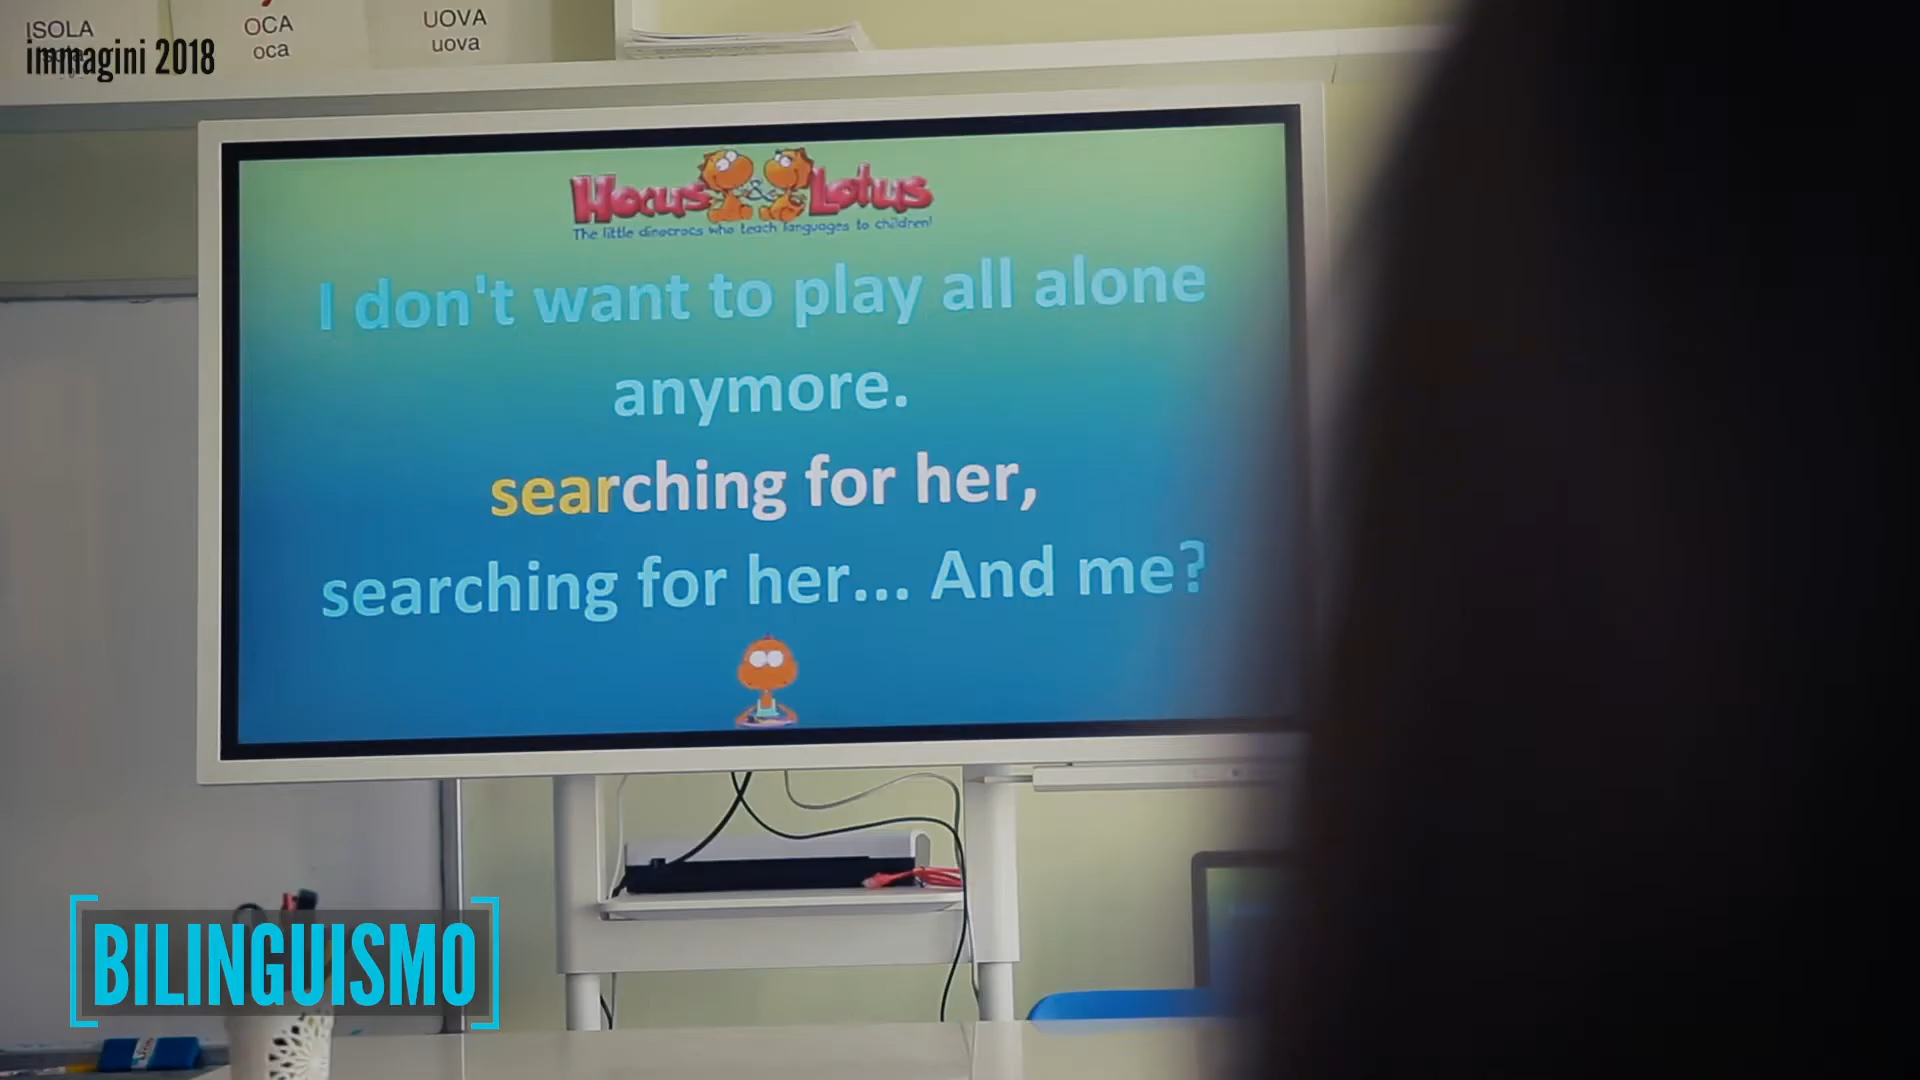 ISOLA
isola
OCA
oca
UOVA
uova
immagini 2018
Hocus & Lotus
The little dinocrocs who teach languages to children!
I don't want to play all alone
anymore.
searching for her,
searching for her... And me?
[BILINGUISMO]